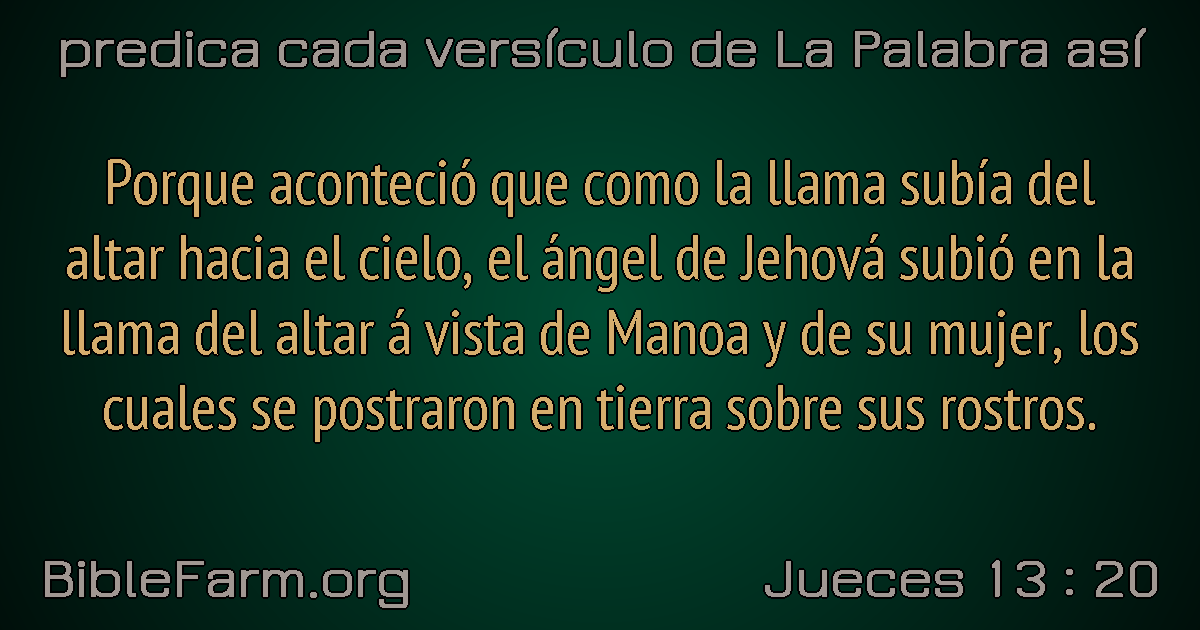 predica cada versículo de La Palabra así
Porque aconteció que como la llama subía del
altar hacia el cielo, el ángel de Jehová subió en la
llama del altar á vista de Manoa y de su mujer, los
cuales se postraron en tierra sobre sus rostros.
BibleFarm.org
Jueces 13 : 20